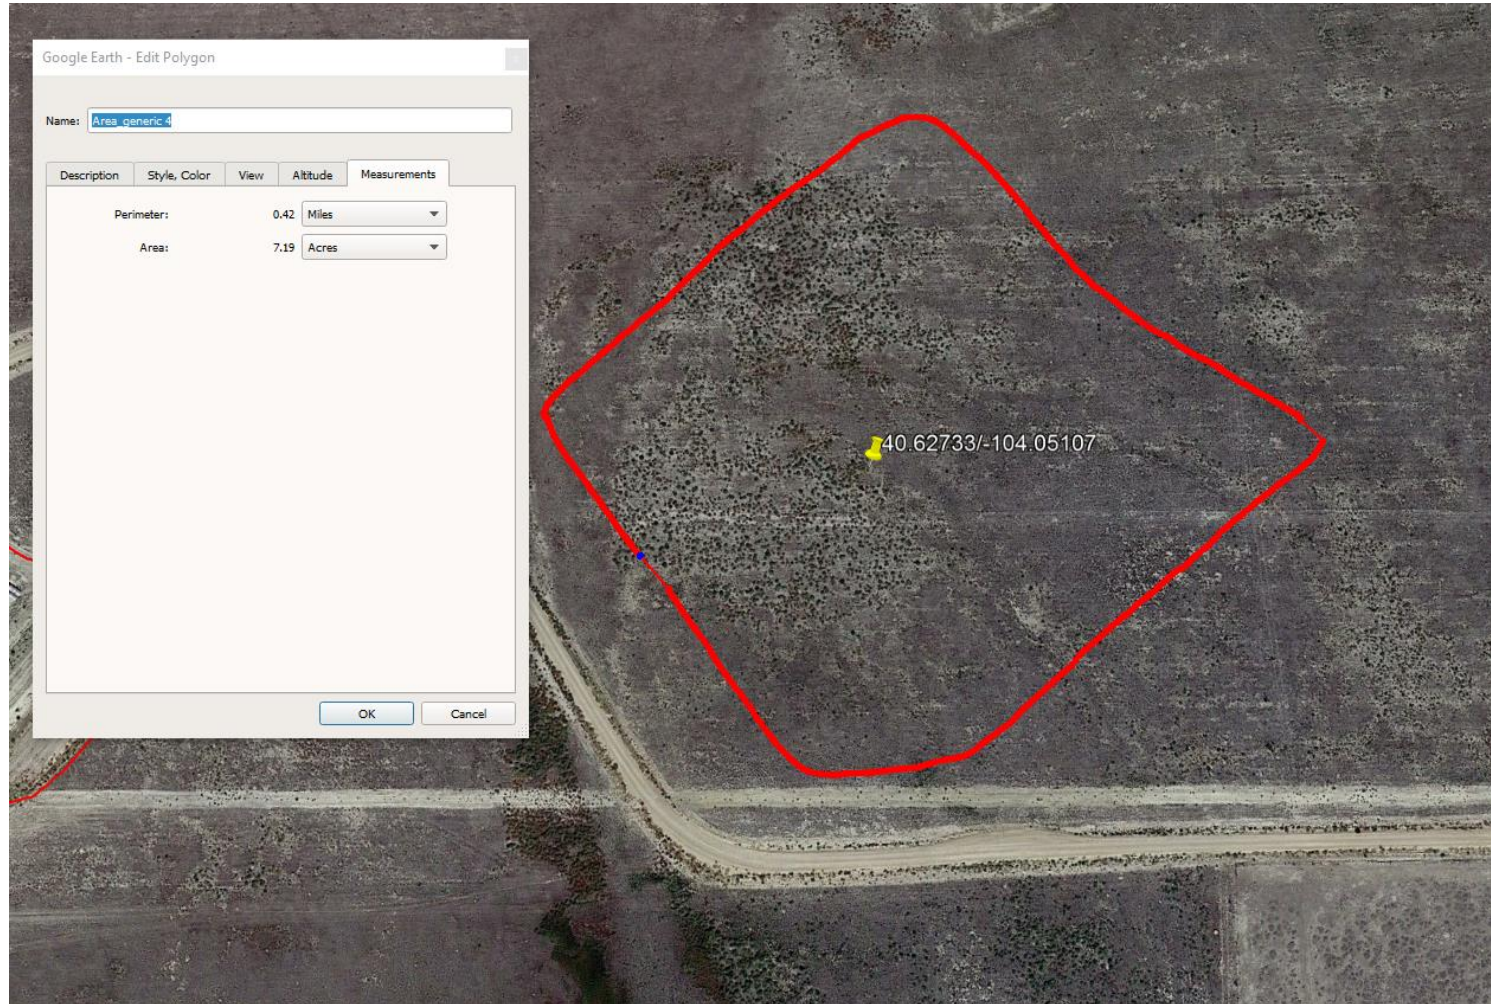 Google Earth - Edit Polygon
Name: Area_generic 4
Description Style, Color View Altitude Measurements
Perimeter: 0.42 Miles
Area: 7.19 Acres
40.62733/-104.05107
OK Cancel